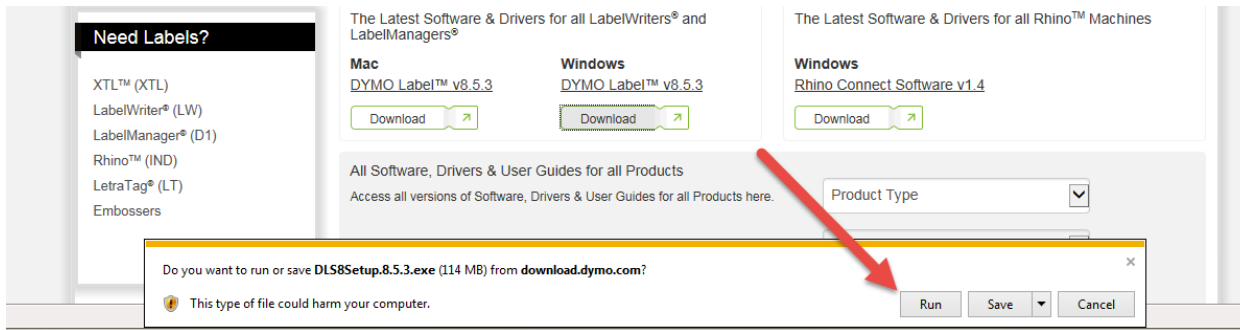 Need Labels?
XTL™ (XTL)
LabelWriter® (LW)
LabelManager® (D1)
Rhino™ (IND)
LetraTag® (LT)
Embossers
The Latest Software & Drivers for all LabelWriters® and
LabelManagers®
Mac
DYMO Label™ v8.5.3
Download
Windows
DYMO Label™ v8.5.3
Download
The Latest Software & Drivers for all Rhino™ Machines
Windows
Rhino Connect Software v1.4
Download
All Software, Drivers & User Guides for all Products
Access all versions of Software, Drivers & User Guides for all Products here.
Product Type
Do you want to run or save DLS8Setup.8.5.3.exe (114 MB) from download.dymo.com?
This type of file could harm your computer.
Run
Save
Cancel